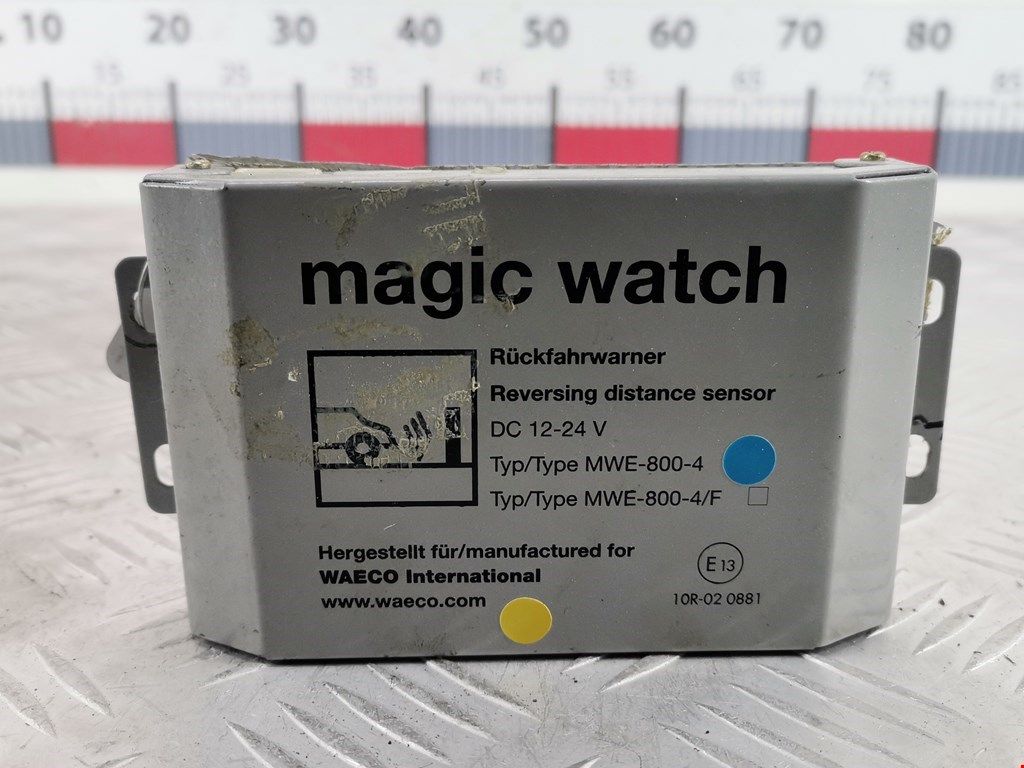 10 20 30 40 50 60 70 80
15 25 35 45 55 65 75 85
magic watch
Rückfahrwarner
Reversing distance sensor
DC 12-24 V
Typ/Type MWE-800-4
Typ/Type MWE-800-4/F
Hergestellt für/manufactured for
WAECO International
www.waeco.com
E 13
10R-02 0881